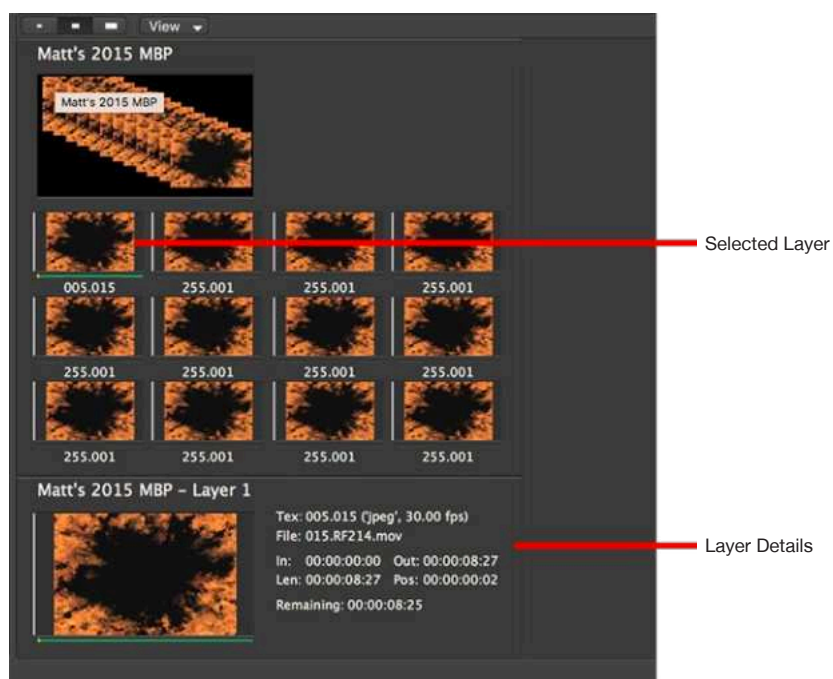 View
Matt's 2015 MBP
Matt's 2015 MBP
Selected Layer
005.015 255.001 255.001 255.001
255.001 255.001 255.001 255.001
255.001 255.001 255.001 255.001
Matt's 2015 MBP – Layer 1
Tex: 005.015 ('jpeg', 30.00 fps)
File: 015.RF214.mov
Layer Details
In: 00:00:00:00 Out: 00:00:08:27
Len: 00:00:08:27 Pos: 00:00:00:02
Remaining: 00:00:08:25